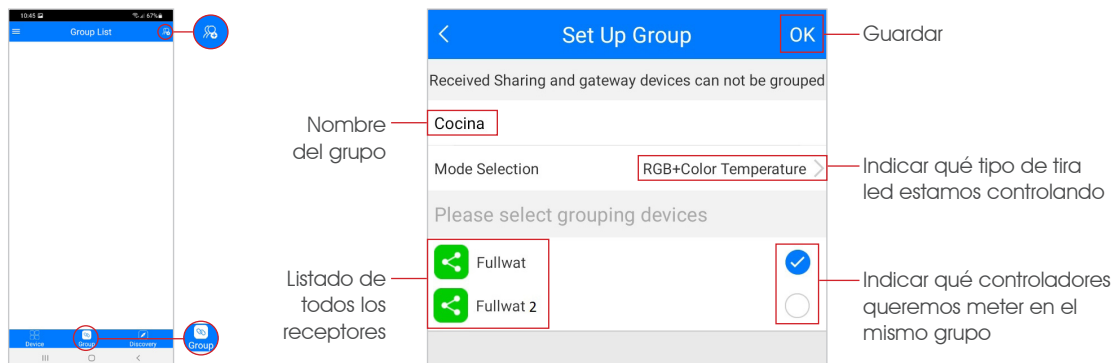 10:45 67%
Group List
Device Group Discovery
Group
Set Up Group OK
Guardar
Received Sharing and gateway devices can not be grouped
Nombre
del grupo
Cocina
Mode Selection RGB+Color Temperature
Indicar qué tipo de tira
led estamos controlando
Please select grouping devices
Listado de
todos los
receptores
Fullwat
Fullwat 2
Indicar qué controladores
queremos meter en el
mismo grupo